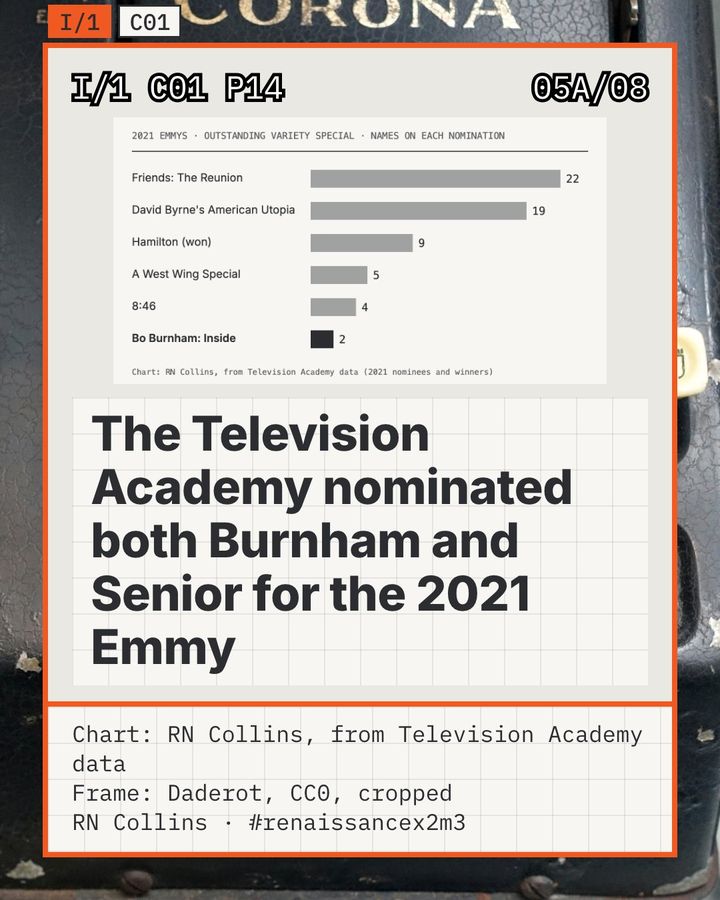 CORONA
I/1 C01
I/1 C01 P14 05A/08
2021 EMMYS · OUTSTANDING VARIETY SPECIAL · NAMES ON EACH NOMINATION
Friends: The Reunion 22
David Byrne's American Utopia 19
Hamilton (won) 9
A West Wing Special 5
8:46 4
Bo Burnham: Inside 2
Chart: RN Collins, from Television Academy data (2021 nominees and winners)
The Television
Academy nominated
both Burnham and
Senior for the 2021
Emmy
Chart: RN Collins, from Television Academy
data
Frame: Daderot, CC0, cropped
RN Collins · #renaissancex2m3